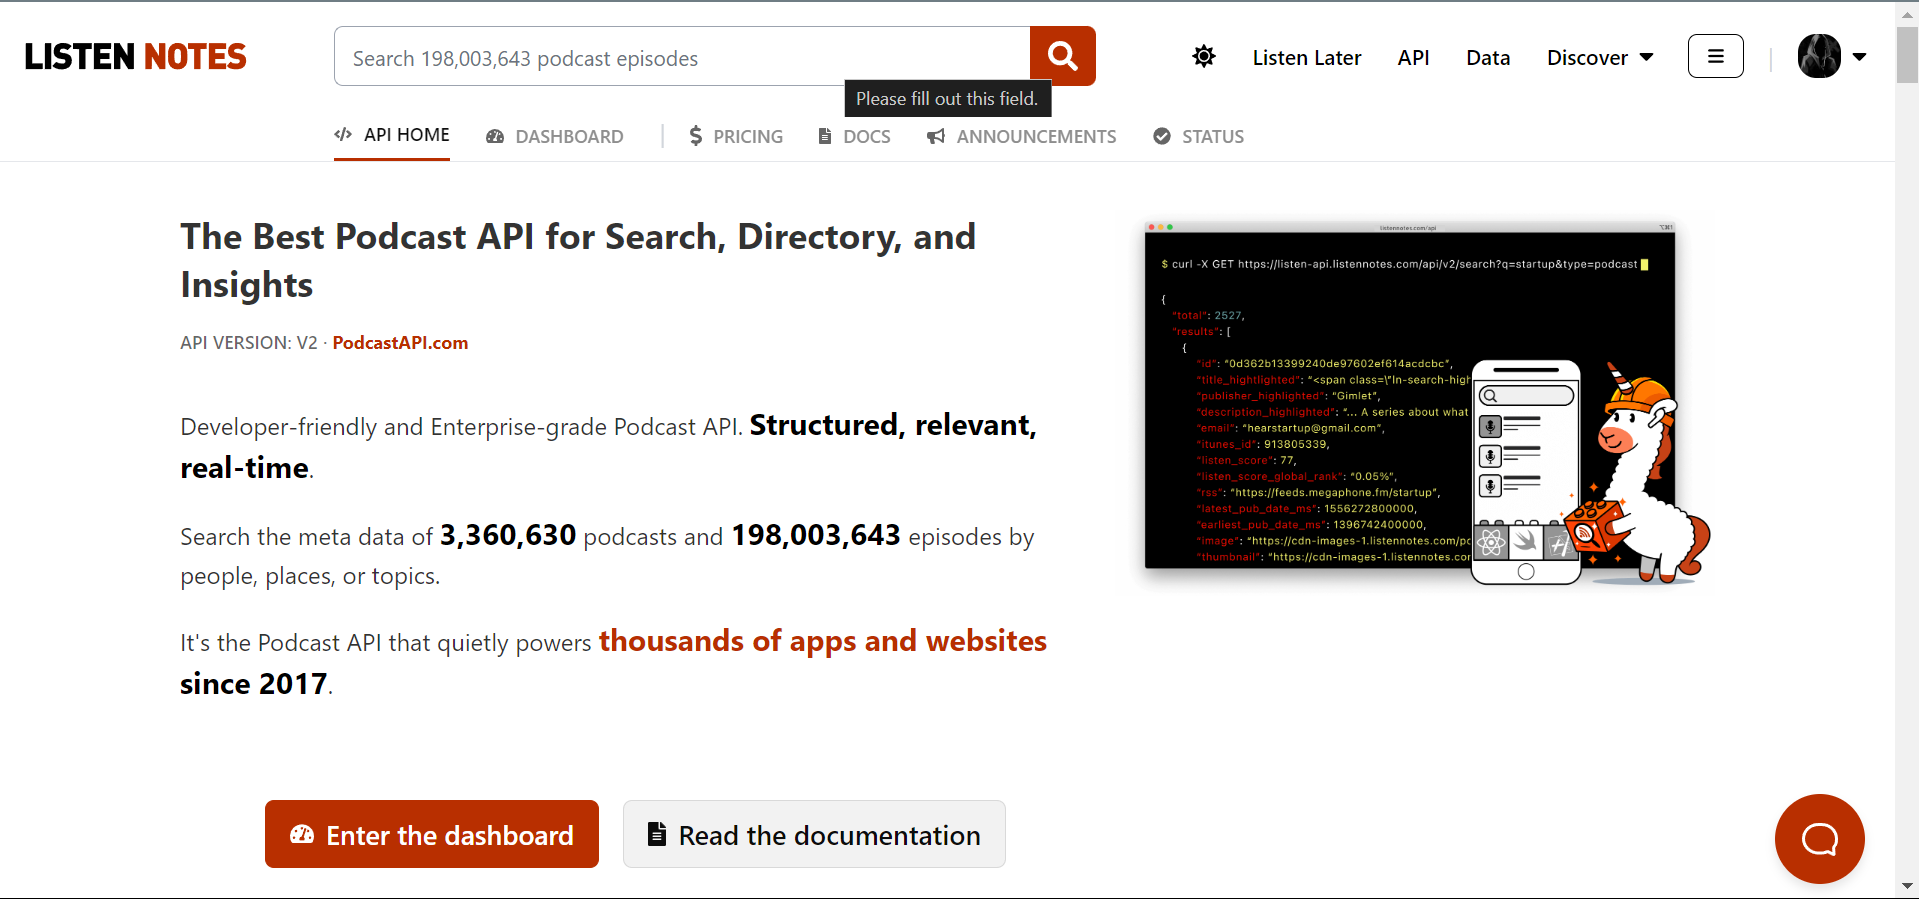 LISTEN NOTES
Search 198,003,643 podcast episodes
Listen Later
API
Data
Discover
Please fill out this field.
API HOME
DASHBOARD
PRICING
DOCS
ANNOUNCEMENTS
STATUS
The Best Podcast API for Search, Directory, and
Insights
API VERSION: V2 · PodcastAPI.com
Developer-friendly and Enterprise-grade Podcast API. Structured, relevant,
real-time.
Search the meta data of 3,360,630 podcasts and 198,003,643 episodes by
people, places, or topics.
It's the Podcast API that quietly powers thousands of apps and websites
since 2017.
Enter the dashboard
Read the documentation
listennotes.com/api
$ curl -X GET https://listen-api.listennotes.com/api/v2/search?q=startup&type=podcast
{
"total": 2527,
"results": [
{
"id": "0d362b13399240de97602ef614acdcbc",
"title_hightlighted": "<span class=\"ln-search-high
"publisher_highlighted": "Gimlet",
"description_highlighted": "... A series about what
"email": "hearstartup@gmail.com",
"itunes_id": 913805339,
"listen_score": 77,
"listen_score_global_rank": "0.05%",
"rss": "https://feeds.megaphone.fm/startup",
"latest_pub_date_ms": 1556272800000,
"earliest_pub_date_ms": 1396742400000,
"image": "https://cdn-images-1.listennotes.com/po
"thumbnail": "https://cdn-images-1.listennotes.cor